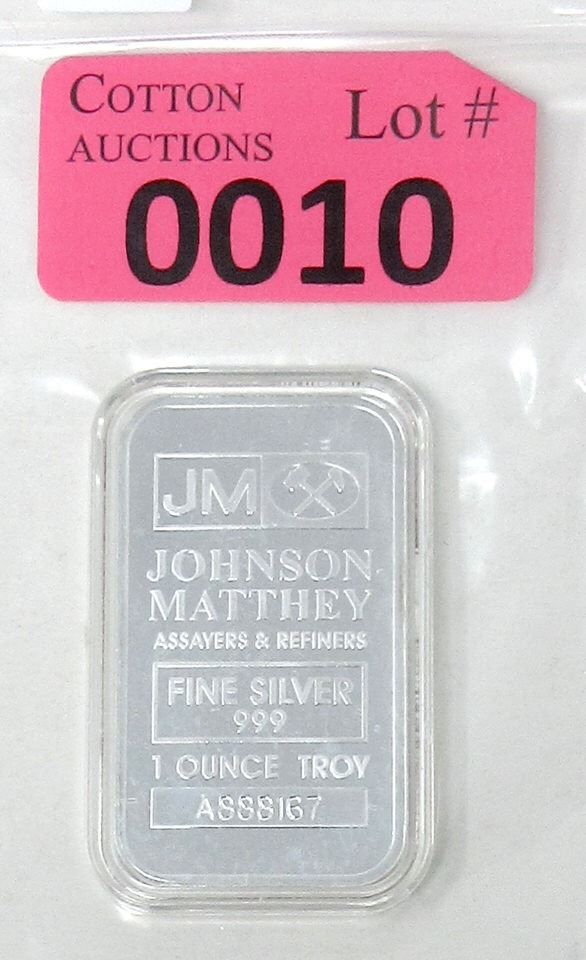 COTTON
AUCTIONS
Lot #
0010
JM
JOHNSON
MATTHEY
ASSAYERS & REFINERS
FINE SILVER
999
1 OUNCE TROY
A888167